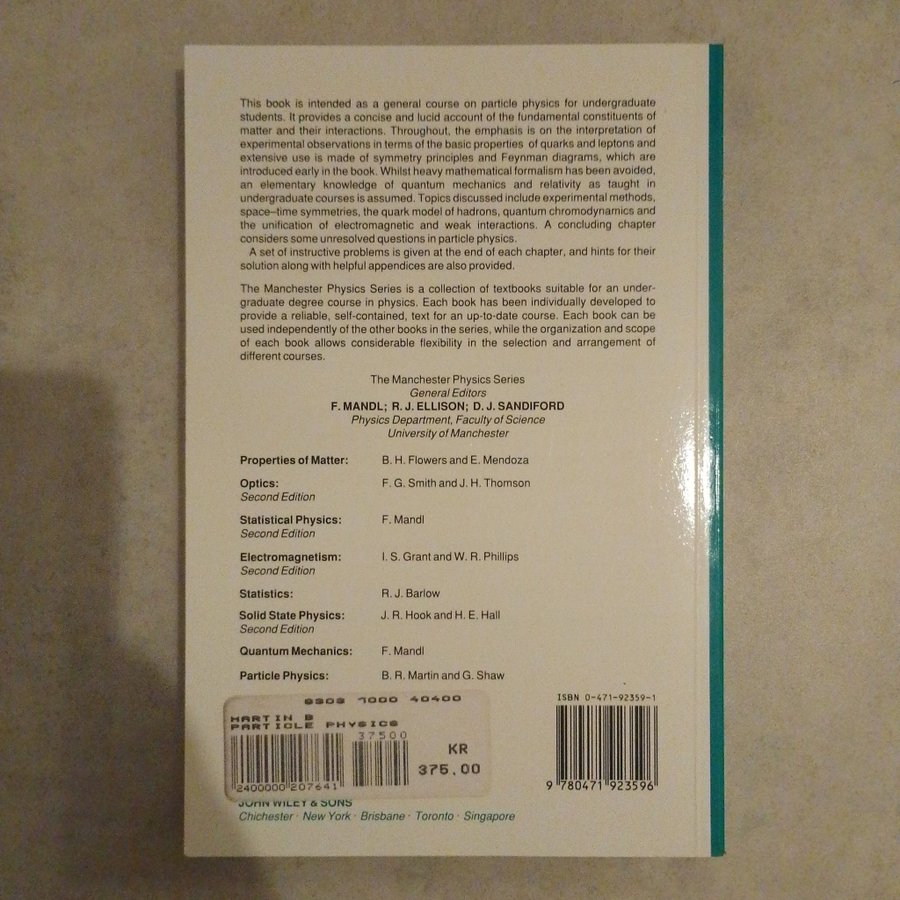 This book is intended as a general course on particle physics for undergraduate
students. It provides a concise and lucid account of the fundamental constituents of
matter and their interactions. Throughout, the emphasis is on the interpretation of
experimental observations in terms of the basic properties of quarks and leptons and
extensive use is made of symmetry principles and Feynman diagrams, which are
introduced early in the book. Whilst heavy mathematical formalism has been avoided,
an elementary knowledge of quantum mechanics and relativity as taught in
undergraduate courses is assumed. Topics discussed include experimental methods,
space–time symmetries, the quark model of hadrons, quantum chromodynamics and
the unification of electromagnetic and weak interactions. A concluding chapter
considers some unresolved questions in particle physics.
A set of instructive problems is given at the end of each chapter, and hints for their
solution along with helpful appendices are also provided.
The Manchester Physics Series is a collection of textbooks suitable for an under-
graduate degree course in physics. Each book has been individually developed to
provide a reliable, self-contained, text for an up-to-date course. Each book can be
used independently of the other books in the series, while the organization and scope
of each book allows considerable flexibility in the selection and arrangement of
different courses.
The Manchester Physics Series
General Editors
F. MANDL; R. J. ELLISON; D. J. SANDIFORD
Physics Department, Faculty of Science
University of Manchester
Properties of Matter: B. H. Flowers and E. Mendoza
Optics: F. G. Smith and J. H. Thomson
Second Edition
Statistical Physics: F. Mandl
Second Edition
Electromagnetism: I. S. Grant and W. R. Phillips
Second Edition
Statistics: R. J. Barlow
Solid State Physics: J. R. Hook and H. E. Hall
Second Edition
Quantum Mechanics: F. Mandl
Particle Physics: B. R. Martin and G. Shaw
9303 7000 40400
MARTIN B
PARTICLE PHYSICS
37500
KR
375.00
2400000 207641
ISBN 0-471-92359-1
9 780471 923596
JOHN WILEY & SONS
Chichester · New York · Brisbane · Toronto · Singapore